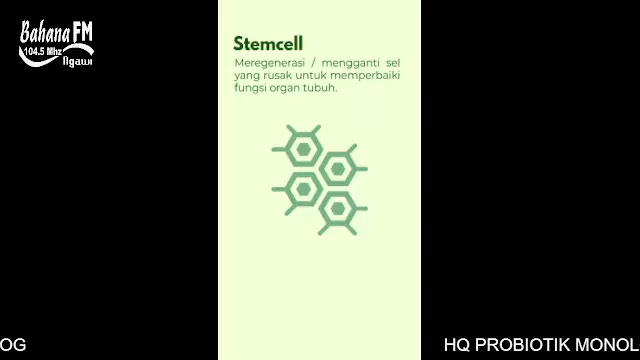 Bahana FM
104.5 Mhz
Ngawi
Stemcell
Meregenerasi / mengganti sel
yang rusak untuk memperbaiki
fungsi organ tubuh.
OG
HQ PROBIOTIK MONOL